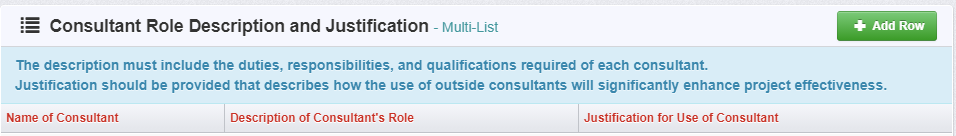 Consultant Role Description and Justification - Multi-List
Add Row
The description must include the duties, responsibilities, and qualifications required of each consultant.
Justification should be provided that describes how the use of outside consultants will significantly enhance project effectiveness.
Name of Consultant Description of Consultant's Role Justification for Use of Consultant